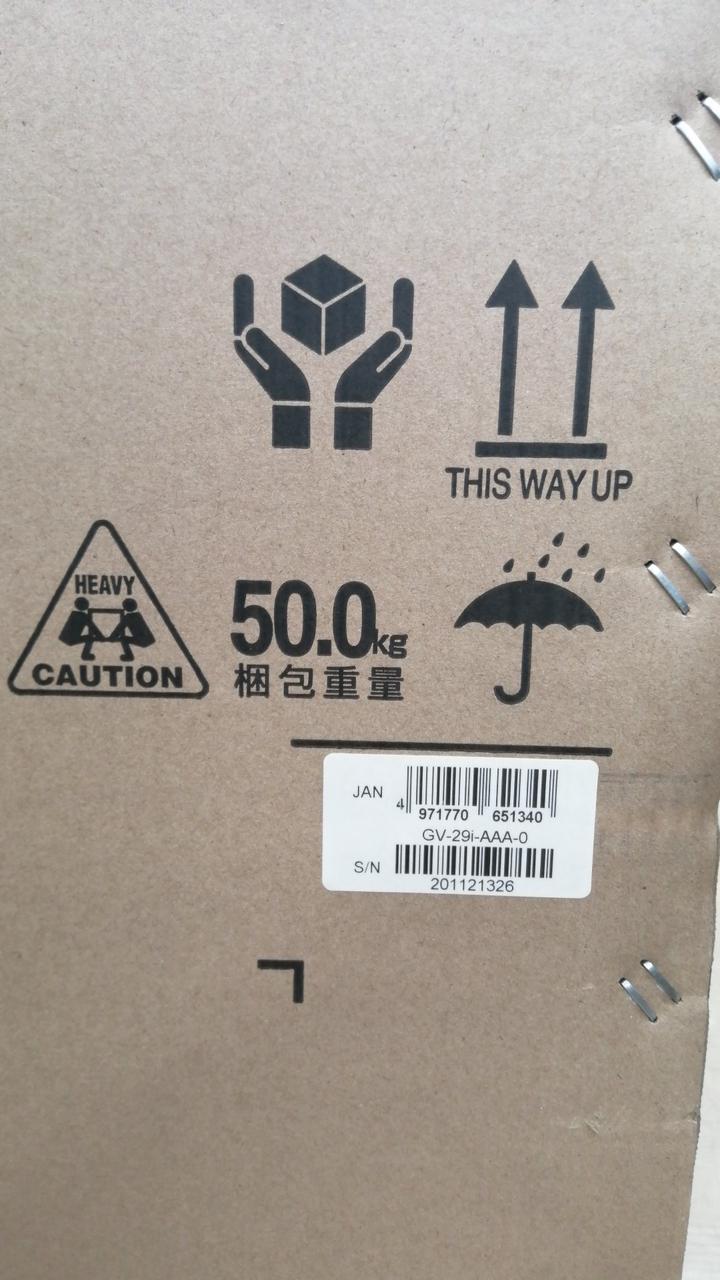 THIS WAY UP
HEAVY
CAUTION
50.0kg
梱包重量
JAN
4 971770 651340
GV-29i-AAA-0
S/N
201121326